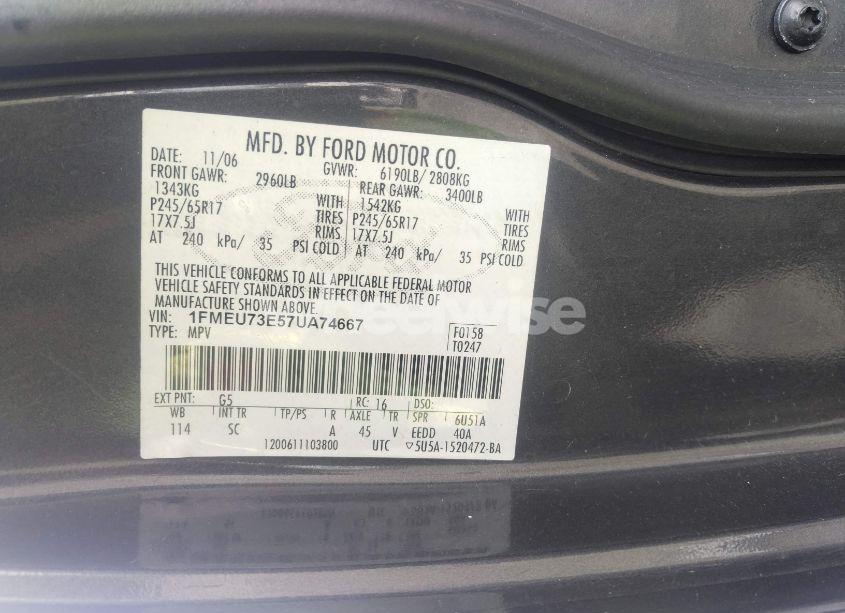 MFD. BY FORD MOTOR CO.
DATE: 11/06 GVWR: 6190LB/ 2808KG
FRONT GAWR: 2960LB REAR GAWR: 3400LB
1343KG WITH 1542KG WITH
P245/65R17 TIRES P245/65R17 TIRES
17X7.5J RIMS 17X7.5J RIMS
AT 240 kPa/ 35 PSI COLD AT 240 kPa/ 35 PSI COLD
THIS VEHICLE CONFORMS TO ALL APPLICABLE FEDERAL MOTOR
VEHICLE SAFETY STANDARDS IN EFFECT ON THE DATE OF
MANUFACTURE SHOWN ABOVE.
VIN: 1FMEU73E57UA74667
TYPE: MPV
F0158
T0247
EXT PNT: G5 RC: 16 DSO:
WB INT TR TP/PS R AXLE TR SPR 6U51A
114 SC A 45 V EEDD 40A
1200611103800 UTC ▽5U5A-1520472-BA